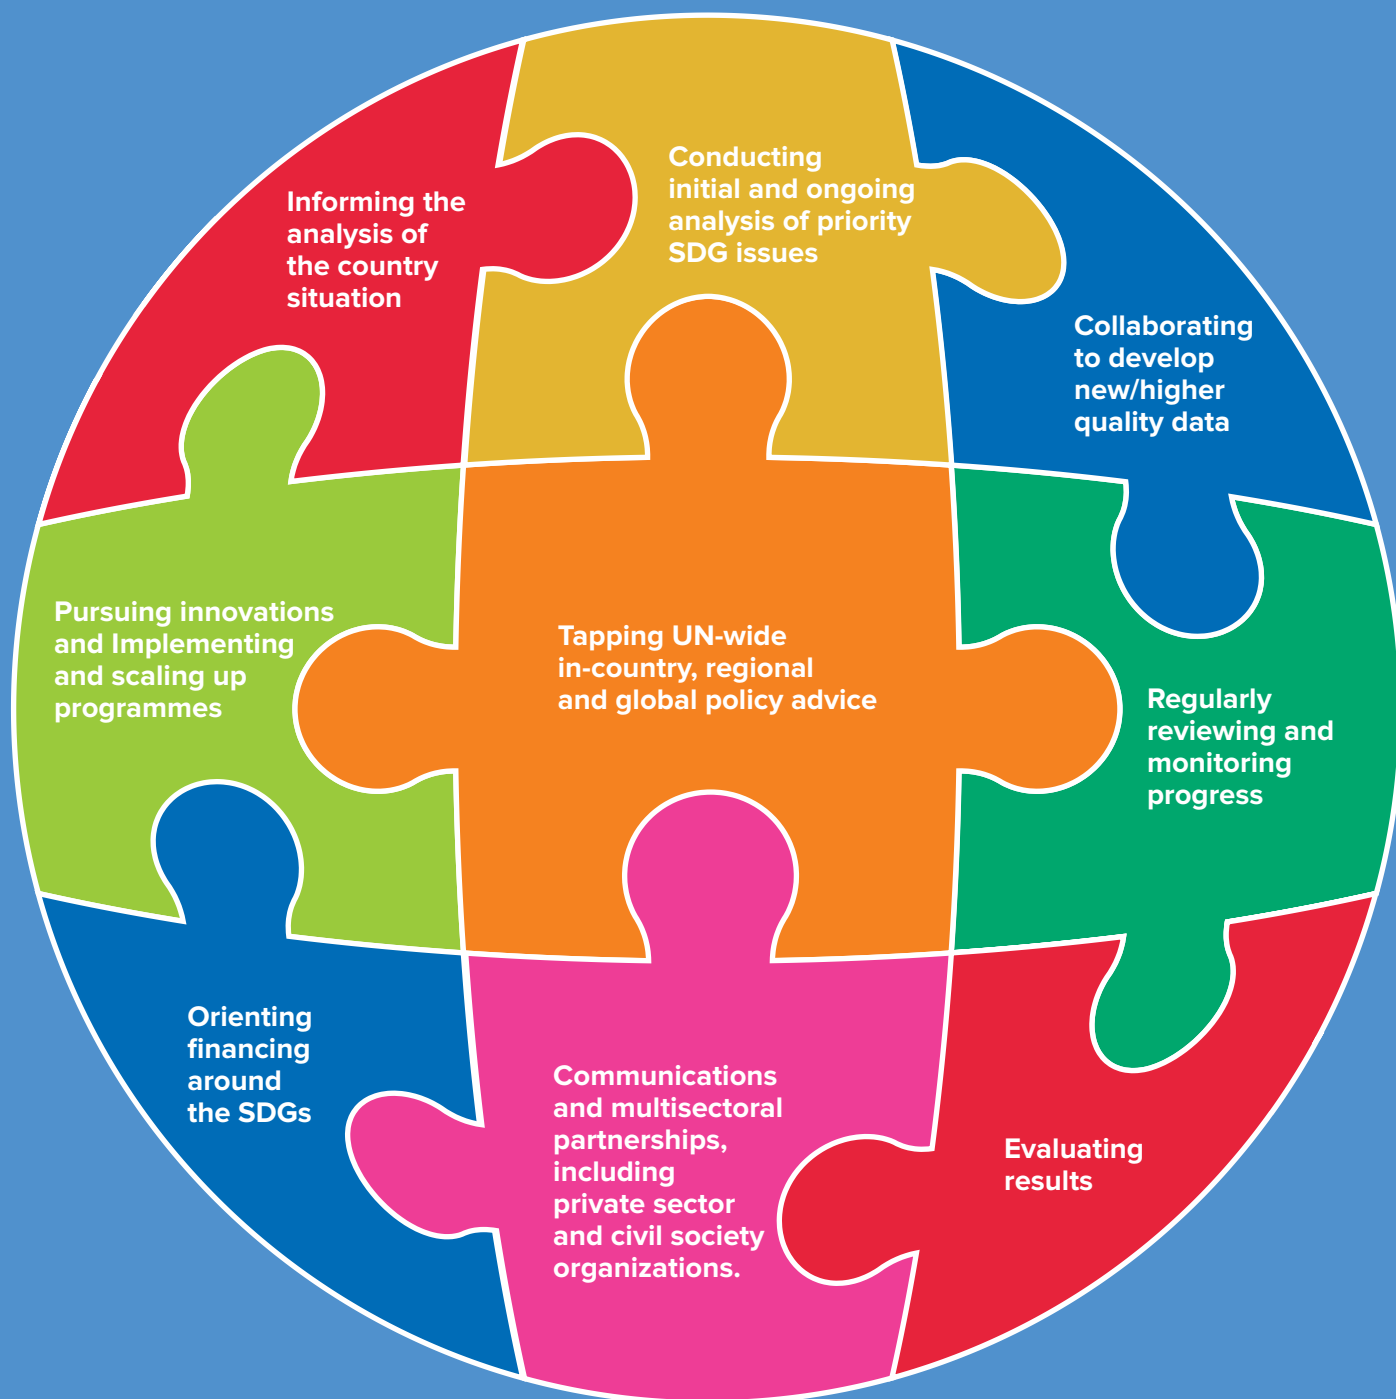 Informing the
analysis of
the country
situation
Conducting
initial and ongoing
analysis of priority
SDG issues
Collaborating
to develop
new/higher
quality data
Pursuing innovations
and Implementing
and scaling up
programmes
Tapping UN-wide
in-country, regional
and global policy advice
Regularly
reviewing and
monitoring
progress
Orienting
financing
around
the SDGs
Communications
and multisectoral
partnerships,
including
private sector
and civil society
organizations.
Evaluating
results